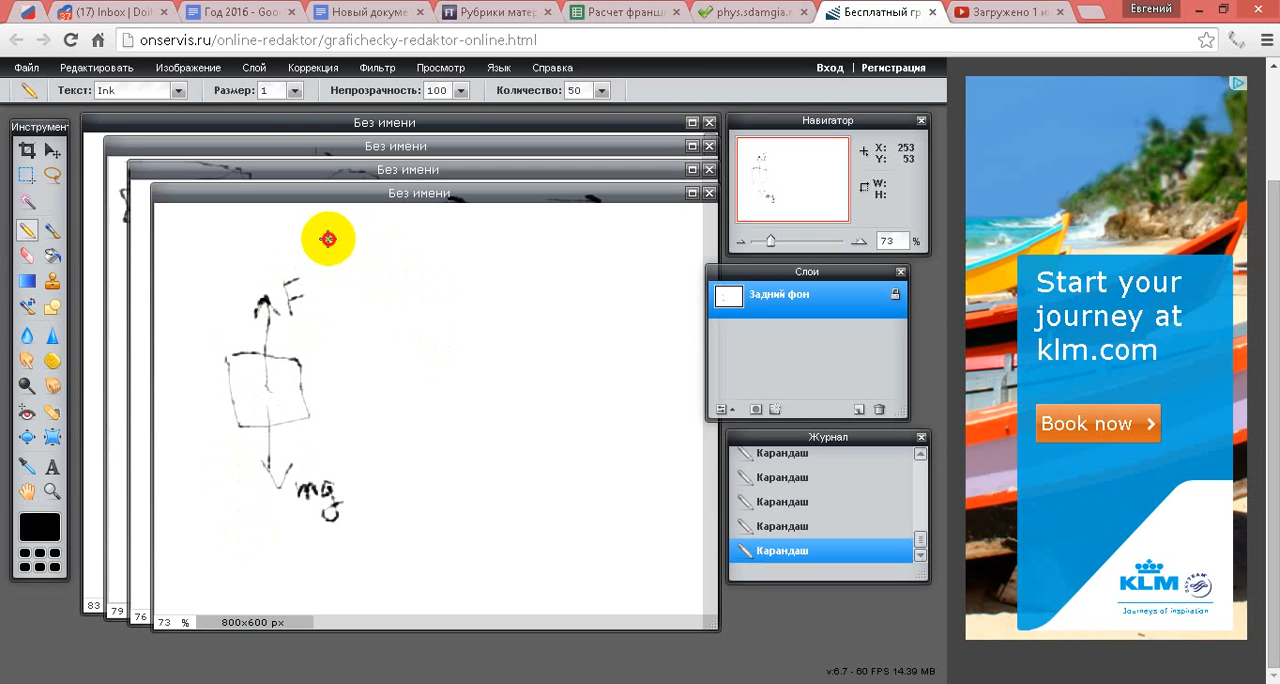 (17) Inbox | Doit
Год 2016 - Goo
Новый докуме
Рубрики матер
Расчет франши
phys.sdamgia.r
Бесплатный гр
Загружено 1 из
Евгений
onservis.ru/online-redaktor/grafichecky-redaktor-online.html
Файл Редактировать Изображение Слой Коррекция Фильтр Просмотр Язык Справка Вход | Регистрация
Текст: Ink Размер: 1 Непрозрачность: 100 Количество: 50
Инструмент
Без имени
Без имени
Без имени
Без имени
F
mg
83
79
76
73 % 800x600 px
Навигатор
X: 253
Y: 53
W:
H:
73 %
Слои
Задний фон
Журнал
Карандаш
Карандаш
Карандаш
Карандаш
Карандаш
v:6.7 - 60 FPS 14.39 MB
Start your
journey at
klm.com
Book now
KLM
SKYTEAM
Journeys of inspiration